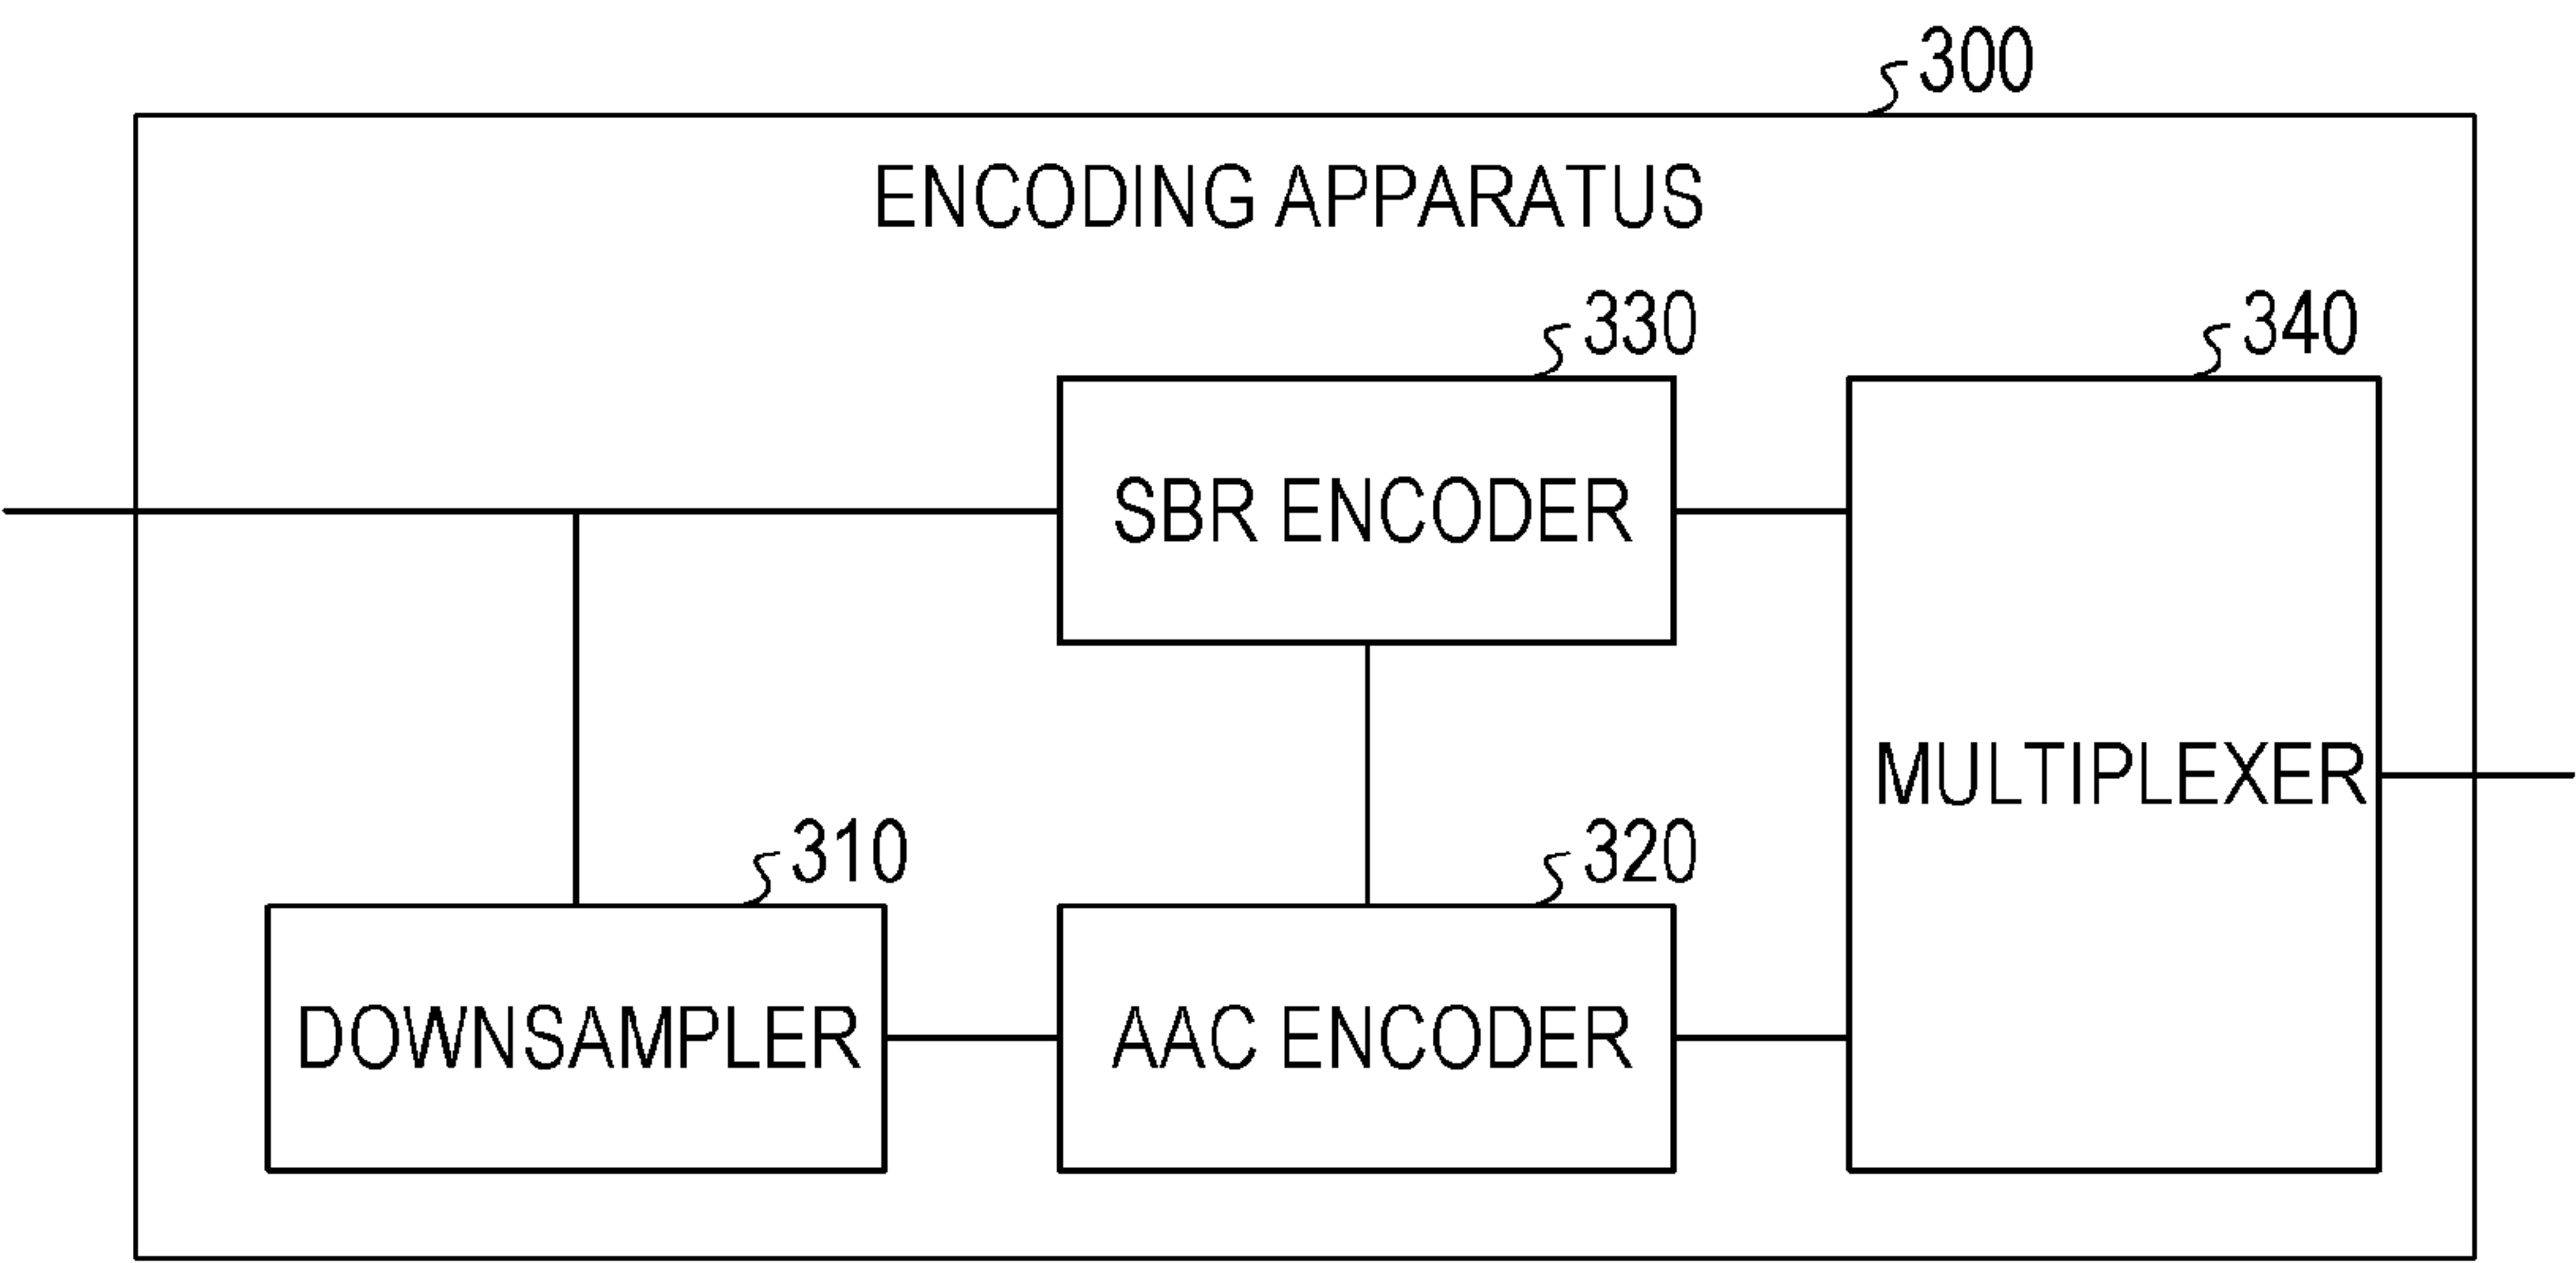 300
ENCODING APPARATUS
330
340
SBR ENCODER
MULTIPLEXER
310
320
DOWNSAMPLER
AAC ENCODER